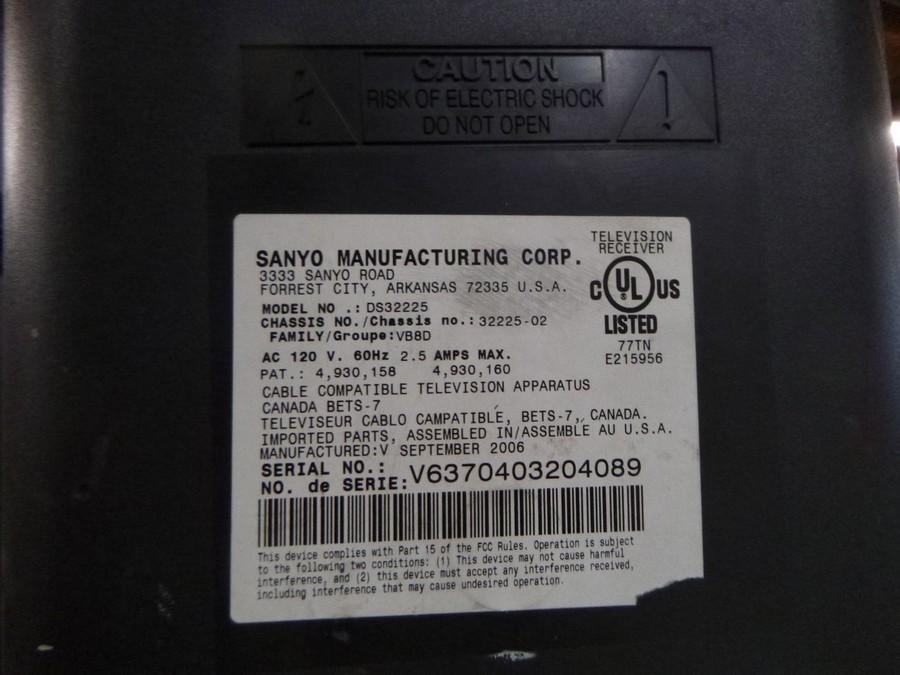 CAUTION
RISK OF ELECTRIC SHOCK
DO NOT OPEN
SANYO MANUFACTURING CORP.
3333 SANYO ROAD
FORREST CITY, ARKANSAS 72335 U.S.A.
MODEL NO .: DS32225
CHASSIS NO./Chassis no.: 32225-02
FAMILY/Groupe:VB8D
AC 120 V. 60Hz 2.5 AMPS MAX.
PAT.: 4,930,158 4,930,160
CABLE COMPATIBLE TELEVISION APPARATUS
CANADA BETS-7
TELEVISEUR CABLO CAMPATIBLE, BETS-7, CANADA.
IMPORTED PARTS, ASSEMBLED IN/ASSEMBLE AU U.S.A.
MANUFACTURED:V SEPTEMBER 2006
SERIAL NO.:
NO. de SERIE:V6370403204089
TELEVISION
RECEIVER
C UL ® US
LISTED
77TN
E215956
This device complies with Part 15 of the FCC Rules. Operation is subject
to the following two conditions: (1) This device may not cause harmful
interference, and (2) this device must accept any interference received,
including interference that may cause undesired operation.